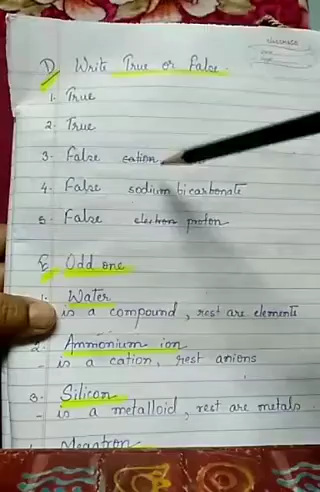 classmate
D) Write True or False.
1. True
2. True
3. False cation
4. False sodium bicarbonate
5. False electron proton
E, Odd one
1. Water
is a compound, rest are elements
2. Ammonium ion
- is a cation, rest anions
3. Silicon
- is a metalloid, rest are metals.